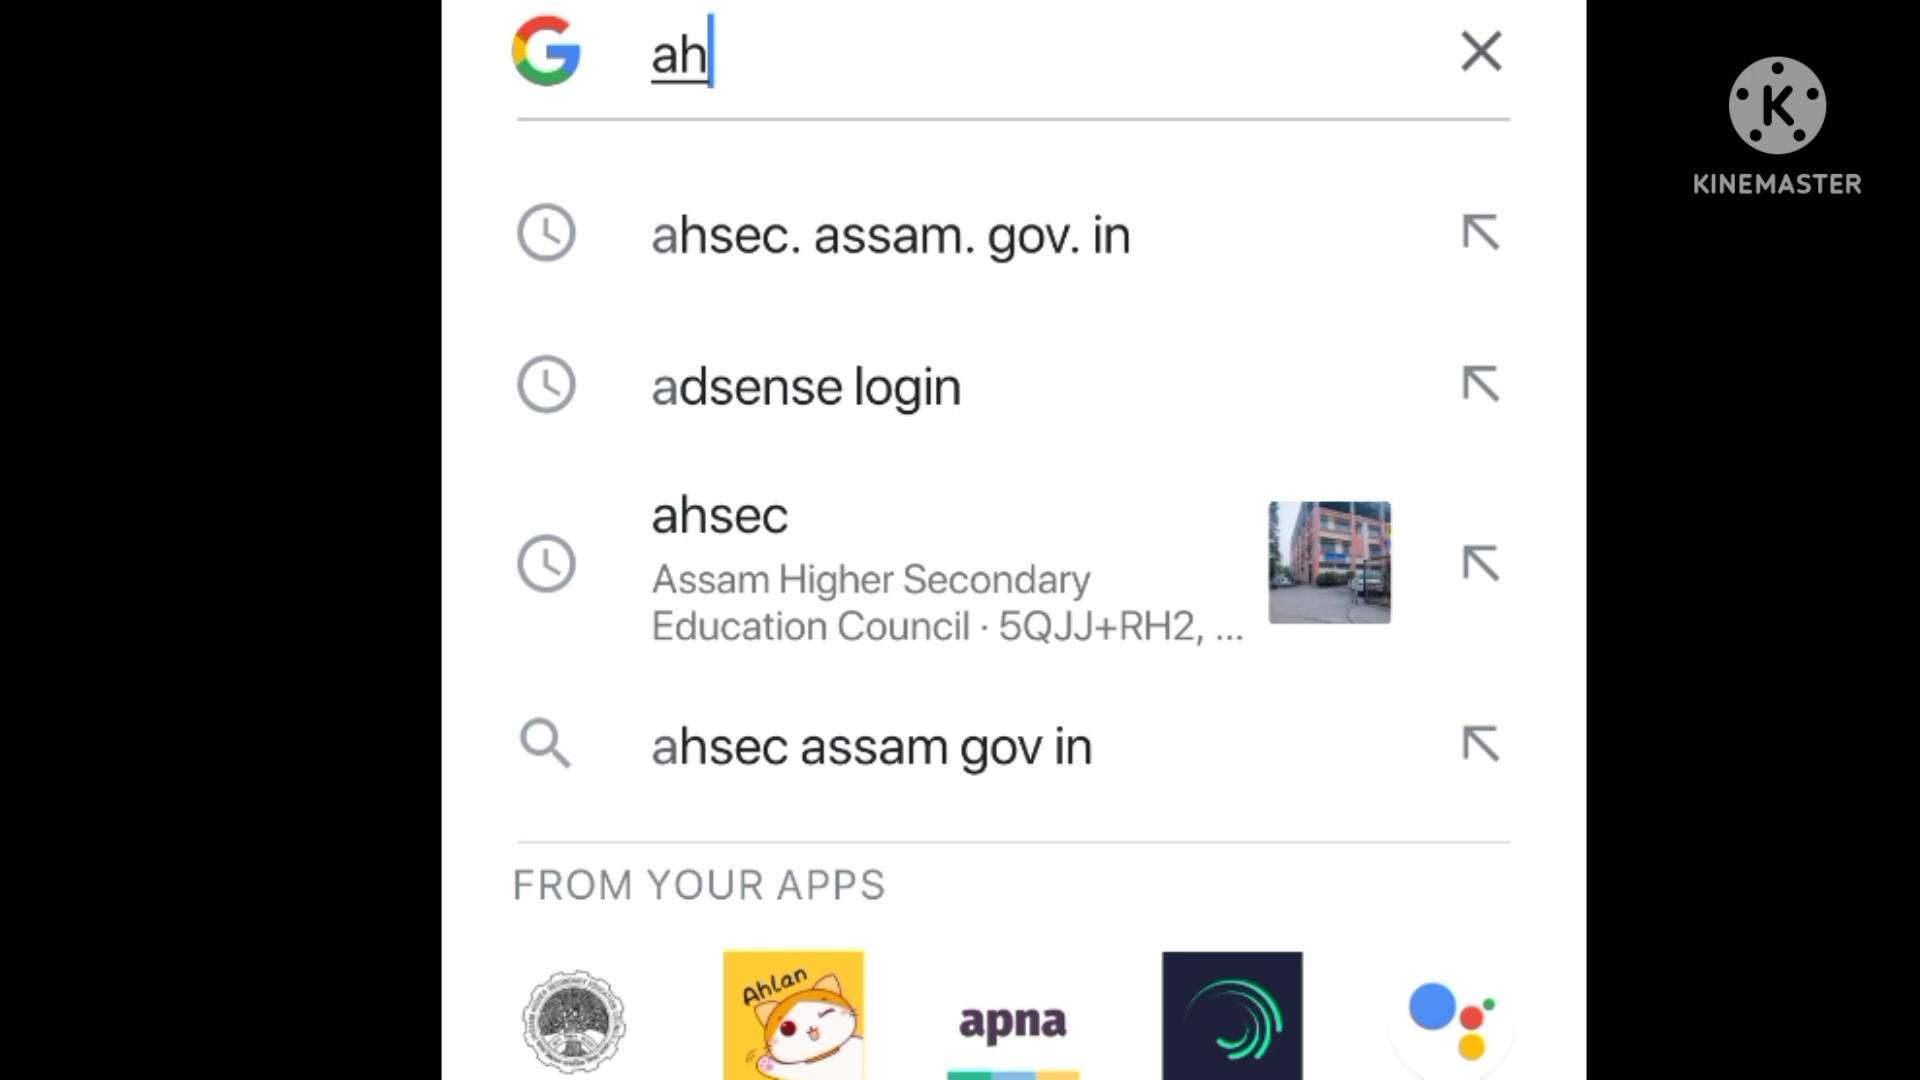 ah
KINEMASTER
ahsec. assam. gov. in
adsense login
ahsec
Assam Higher Secondary
Education Council · 5QJJ+RH2, ...
ahsec assam gov in
FROM YOUR APPS
Ahlan
apna